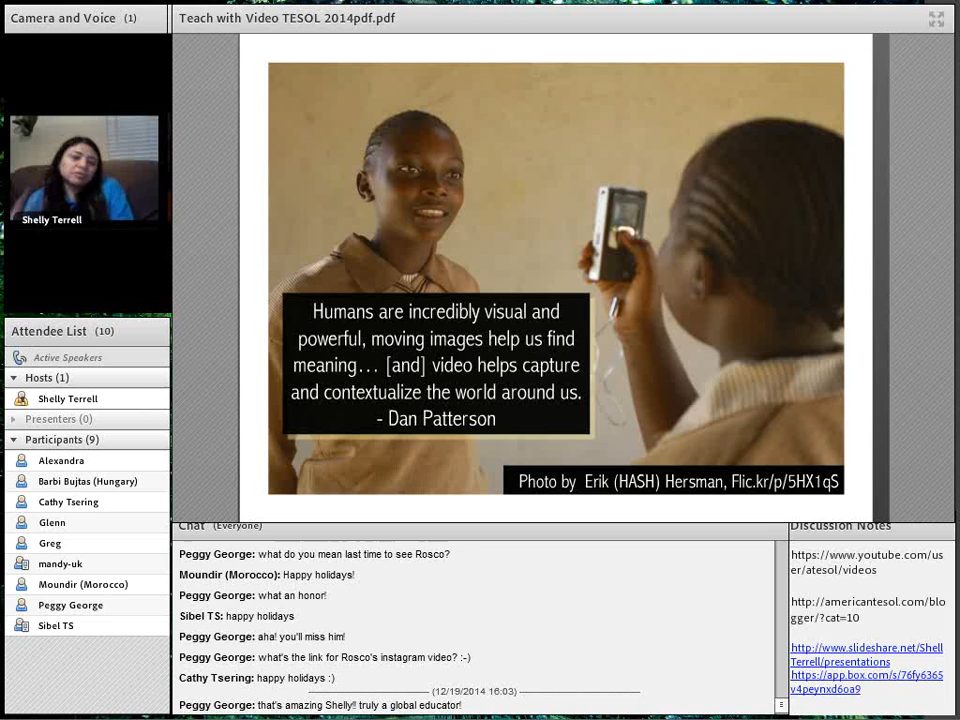 Camera and Voice (1)
Shelly Terrell
Attendee List (10)
Active Speakers
Hosts (1)
Shelly Terrell
Presenters (0)
Participants (9)
Alexandra
Barbi Bujtas (Hungary)
Cathy Tsering
Glenn
Greg
mandy-uk
Moundir (Morocco)
Peggy George
Sibel TS
Teach with Video TESOL 2014pdf.pdf
Humans are incredibly visual and
powerful, moving images help us find
meaning... [and] video helps capture
and contextualize the world around us.
- Dan Patterson
Photo by Erik (HASH) Hersman, Flic.kr/p/5HX1qS
Chat (Everyone)
Peggy George: what do you mean last time to see Rosco?
Moundir (Morocco): Happy holidays!
Peggy George: what an honor!
Sibel TS: happy holidays
Peggy George: aha! you'll miss him!
Peggy George: what's the link for Rosco's instagram video? :-)
Cathy Tsering: happy holidays :)
(12/19/2014 16:03)
Peggy George: that's amazing Shelly!! truly a global educator!
Discussion Notes
https://www.youtube.com/us
er/atesol/videos
http://americantesol.com/blo
gger/?cat=10
http://www.slideshare.net/Shell
Terrell/presentations
https://app.box.com/s/76fy6365
v4peynxd6oa9